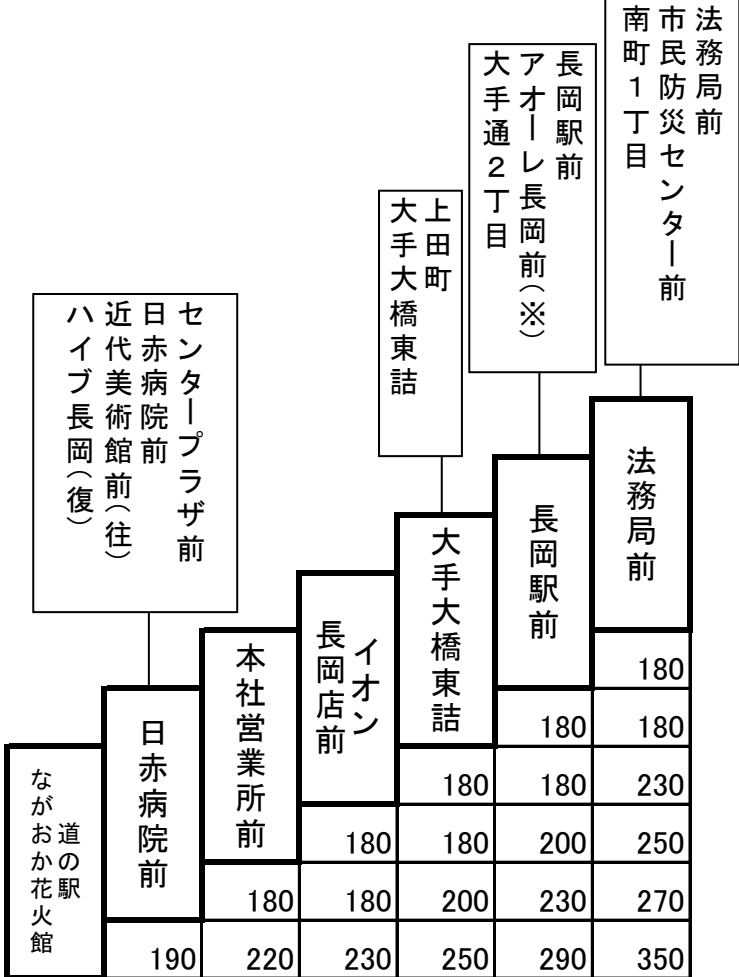 法務局前
市民防災センター前
南町1丁目
長岡駅前
アオーレ長岡前(※)
大手通2丁目
上田町
大手大橋東詰
センタープラザ前
日赤病院前
近代美術館前(往)
ハイブ長岡(復)
法務局前
長岡駅前
大手大橋東詰
イオン
長岡店前
本社営業所前
日赤病院前
道の駅
ながおか花火館
180
180 180
180 180 230
180 180 200 250
180 180 200 230 270
190 220 230 250 290 350